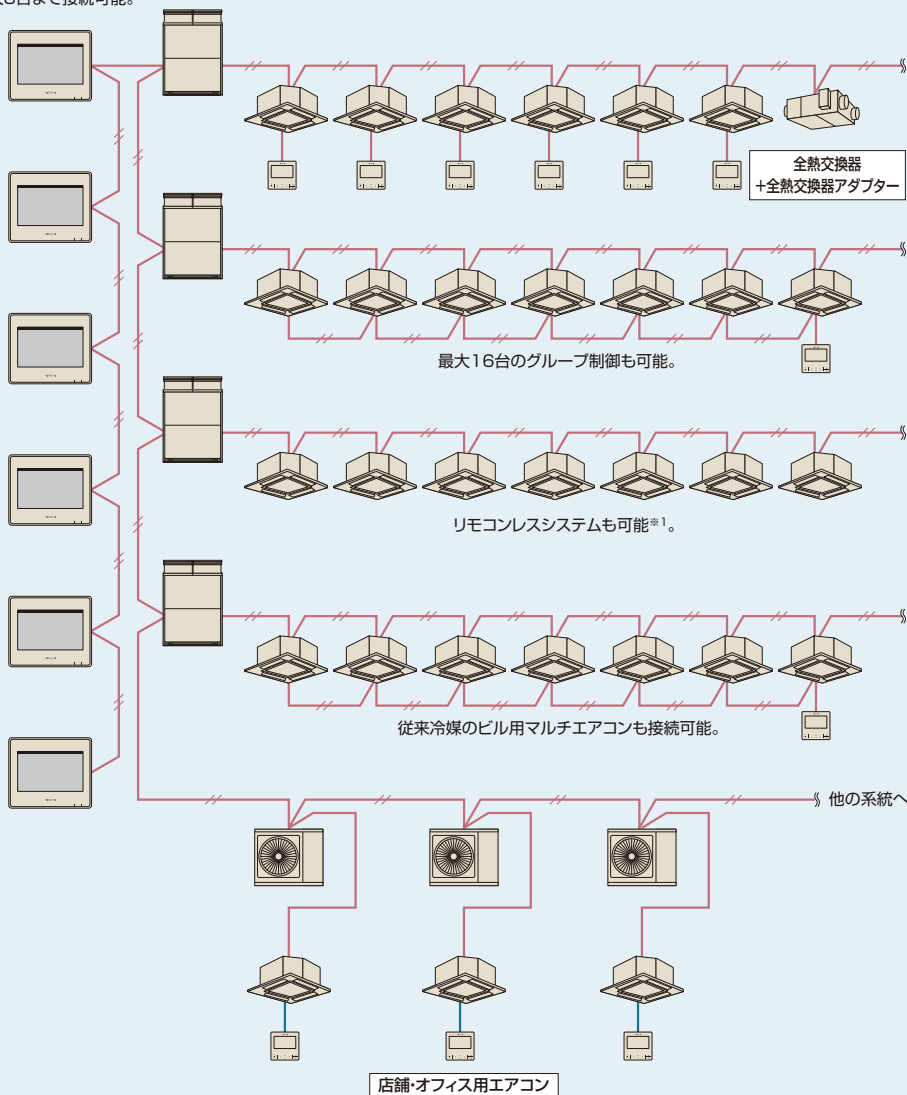 台まで接続可能。
全熱交換器
+全熱交換器アダプター
最大16台のグループ制御も可能。
リモコンレスシステムも可能※1。
従来冷媒のビル用マルチエアコンも接続可能。
他の系統へ
店舗・オフィス用エアコン